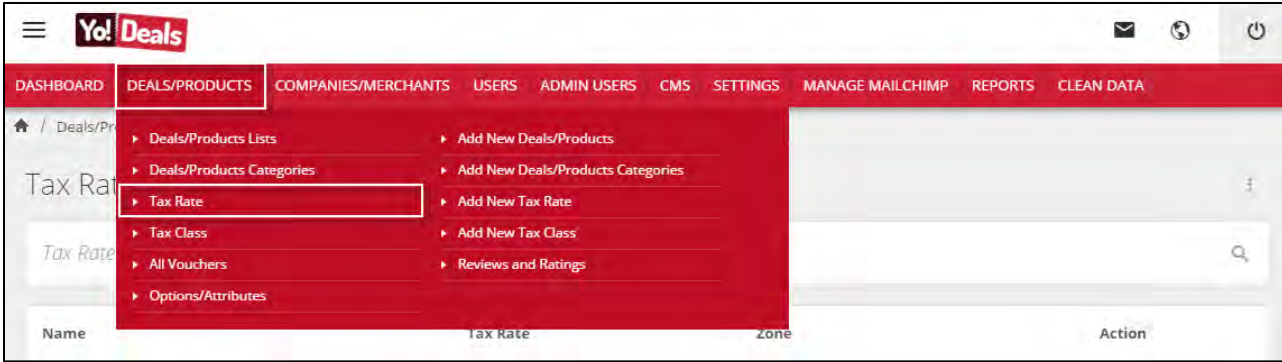 Yo! Deals
DASHBOARD DEALS/PRODUCTS COMPANIES/MERCHANTS USERS ADMIN USERS CMS SETTINGS MANAGE MAILCHIMP REPORTS CLEAN DATA
/ Deals/Pr
Deals/Products Lists Add New Deals/Products
Deals/Products Categories Add New Deals/Products Categories
Tax Rat
Tax Rate Add New Tax Rate
Tax Class Add New Tax Class
Tax Rate
All Vouchers Reviews and Ratings
Options/Attributes
Name Tax Rate Zone Action